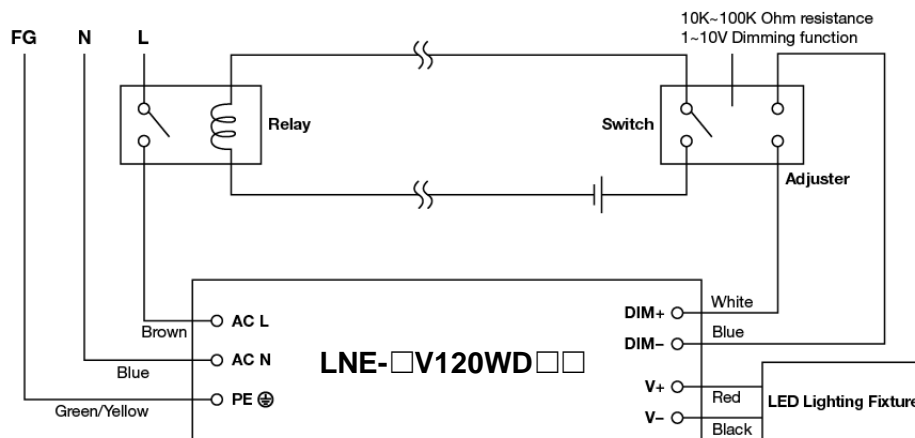 10K~100K Ohm resistance
1~10V Dimming function
FG N L
Relay
Switch
Adjuster
Brown
AC L
Blue
AC N
Green/Yellow
PE
LNE-□V120WD□□
DIM+
White
DIM–
Blue
V+
Red
V–
Black
LED Lighting Fixture